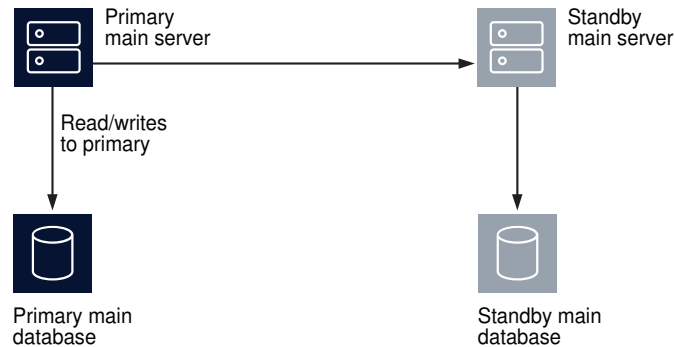 Primary
main server
Standby
main server
Read/writes
to primary
Primary main
database
Standby main
database